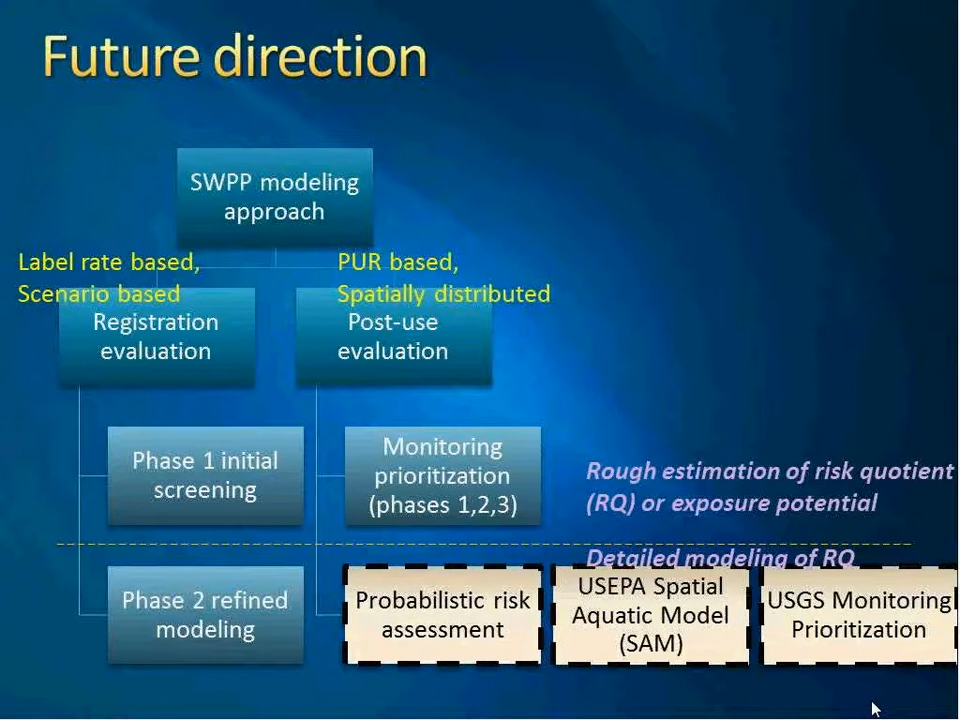 Future direction
SWPP modeling
approach
Label rate based,
Scenario based
PUR based,
Spatially distributed
Registration
evaluation
Post-use
evaluation
Phase 1 initial
screening
Monitoring
prioritization
(phases 1,2,3)
Rough estimation of risk quotient
(RQ) or exposure potential
Detailed modeling of RQ
Phase 2 refined
modeling
Probabilistic risk
assessment
USEPA Spatial
Aquatic Model
(SAM)
USGS Monitoring
Prioritization